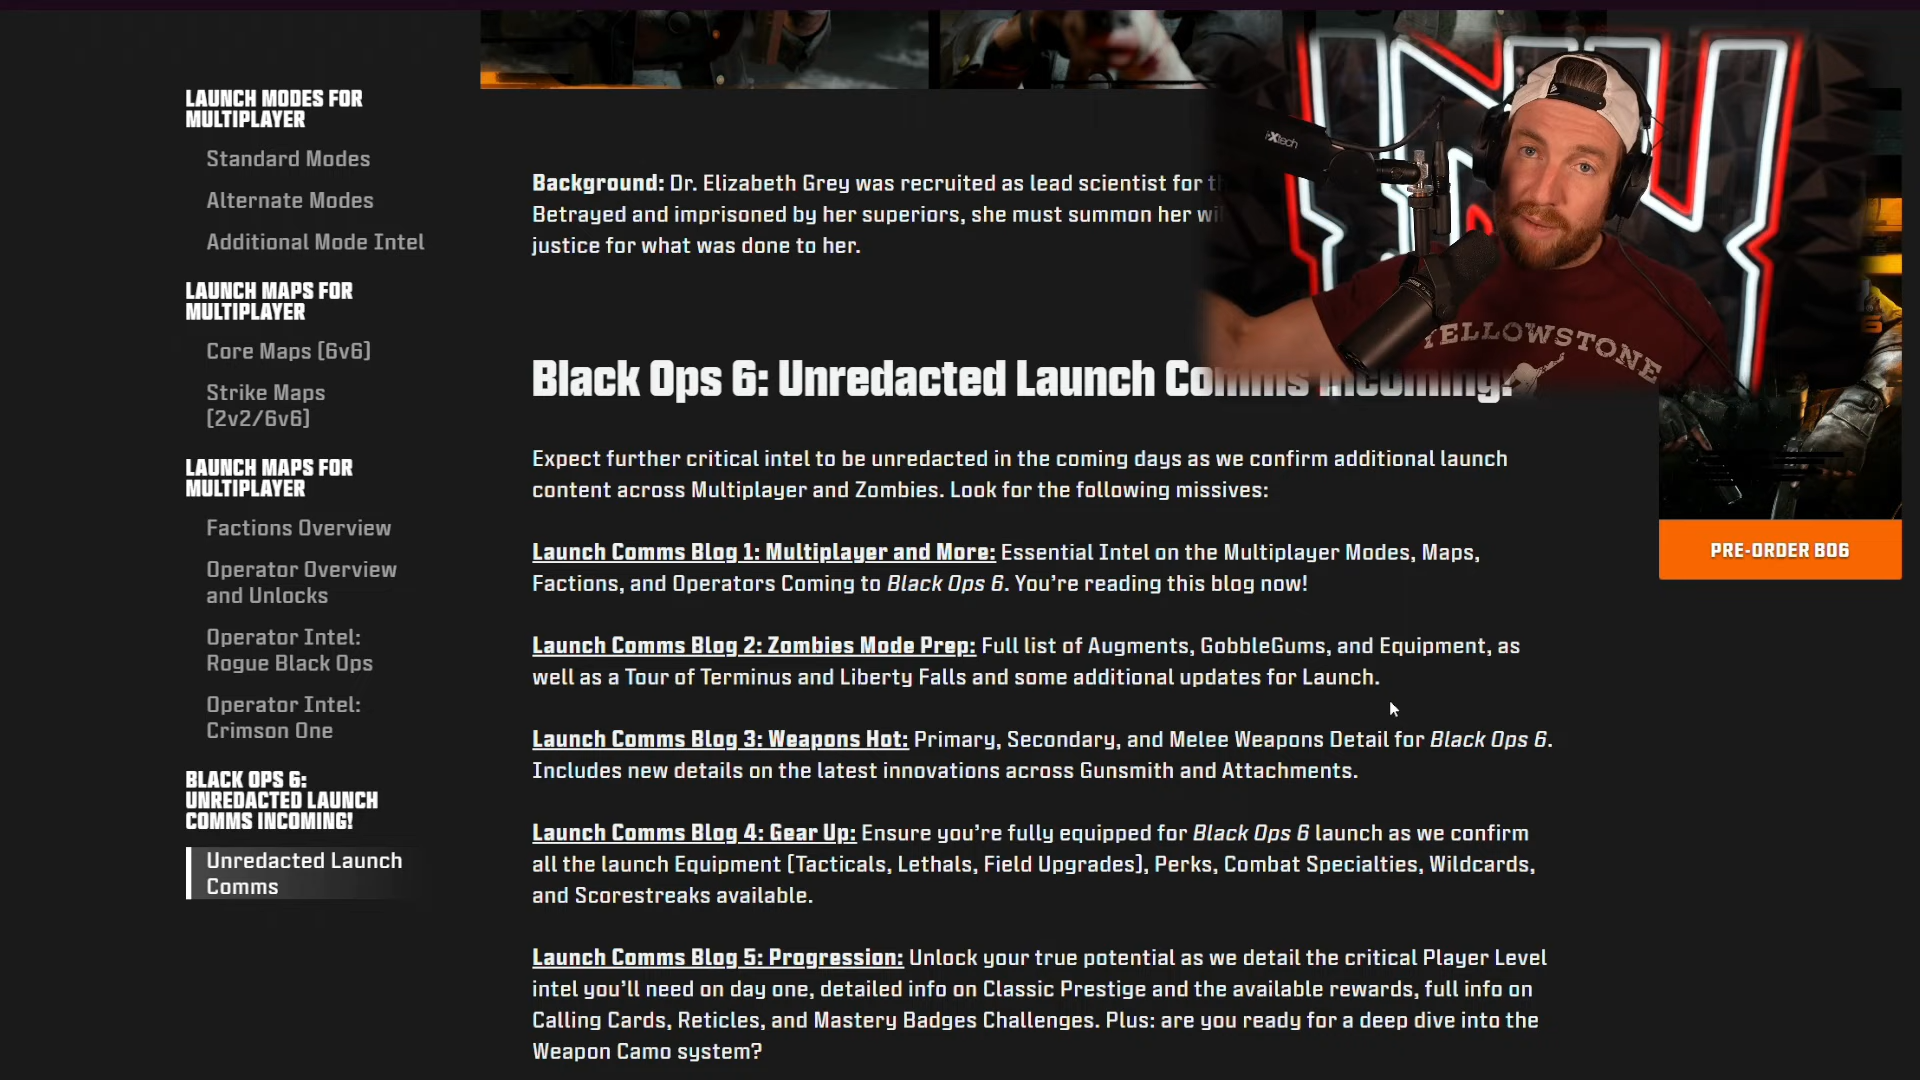 LAUNCH MODES FOR
MULTIPLAYER
Standard Modes
Alternate Modes
Additional Mode Intel
LAUNCH MAPS FOR
MULTIPLAYER
Core Maps [6v6]
Strike Maps
[2v2/6v6]
LAUNCH MAPS FOR
MULTIPLAYER
Factions Overview
Operator Overview
and Unlocks
Operator Intel:
Rogue Black Ops
Operator Intel:
Crimson One
BLACK OPS 6:
UNREDACTED LAUNCH
COMMS INCOMING!
Unredacted Launch
Comms
Background: Dr. Elizabeth Grey was recruited as lead scientist for
Betrayed and imprisoned by her superiors, she must summon her
justice for what was done to her.
Black Ops 6: Unredacted Launch Comms Incoming!
Expect further critical intel to be unredacted in the coming days as we confirm additional launch
content across Multiplayer and Zombies. Look for the following missives:
Launch Comms Blog 1: Multiplayer and More: Essential Intel on the Multiplayer Modes, Maps,
Factions, and Operators Coming to Black Ops 6. You're reading this blog now!
Launch Comms Blog 2: Zombies Mode Prep: Full list of Augments, GobbleGums, and Equipment, as
well as a Tour of Terminus and Liberty Falls and some additional updates for Launch.
Launch Comms Blog 3: Weapons Hot: Primary, Secondary, and Melee Weapons Detail for Black Ops 6.
Includes new details on the latest innovations across Gunsmith and Attachments.
Launch Comms Blog 4: Gear Up: Ensure you're fully equipped for Black Ops 6 launch as we confirm
all the launch Equipment [Tacticals, Lethals, Field Upgrades], Perks, Combat Specialties, Wildcards,
and Scorestreaks available.
Launch Comms Blog 5: Progression: Unlock your true potential as we detail the critical Player Level
intel you'll need on day one, detailed info on Classic Prestige and the available rewards, full info on
Calling Cards, Reticles, and Mastery Badges Challenges. Plus: are you ready for a deep dive into the
Weapon Camo system?
iXtech
YELLOWSTONE
PRE-ORDER BO6